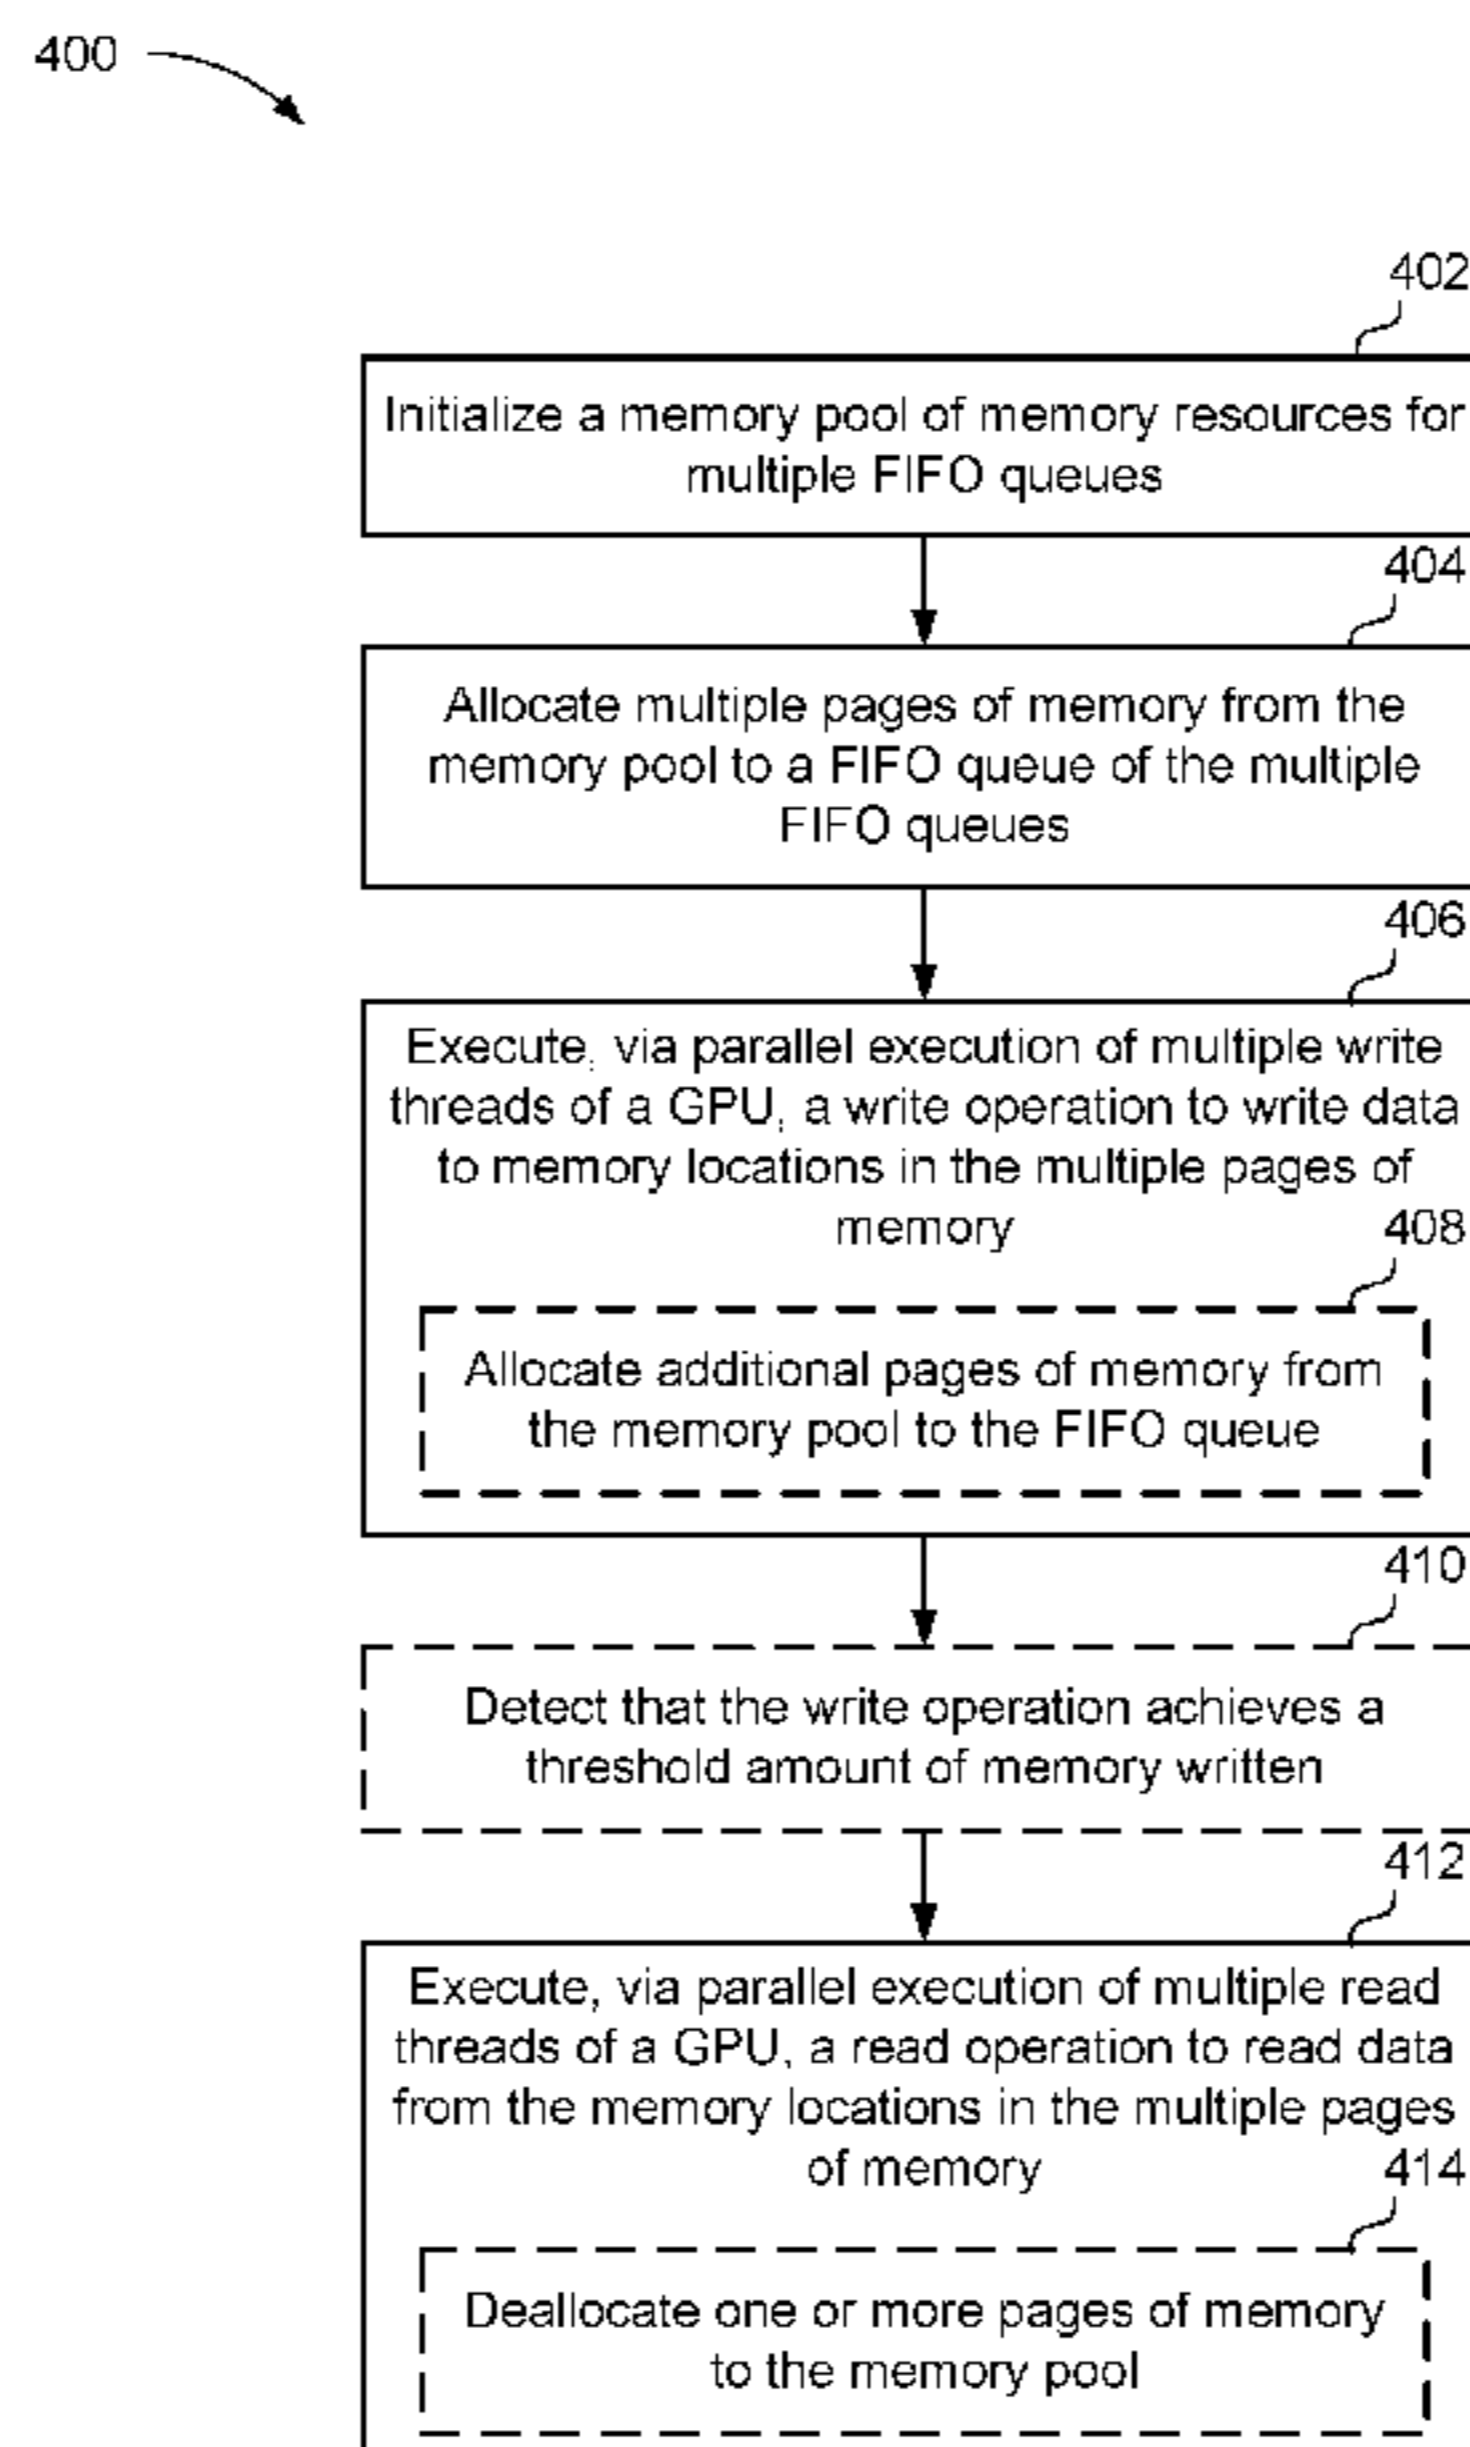 400
402
Initialize a memory pool of memory resources for
multiple FIFO queues
404
Allocate multiple pages of memory from the
memory pool to a FIFO queue of the multiple
FIFO queues
406
Execute, via parallel execution of multiple write
threads of a GPU, a write operation to write data
to memory locations in the multiple pages of
memory
408
Allocate additional pages of memory from
the memory pool to the FIFO queue
410
Detect that the write operation achieves a
threshold amount of memory written
412
Execute, via parallel execution of multiple read
threads of a GPU, a read operation to read data
from the memory locations in the multiple pages
of memory
414
Deallocate one or more pages of memory
to the memory pool